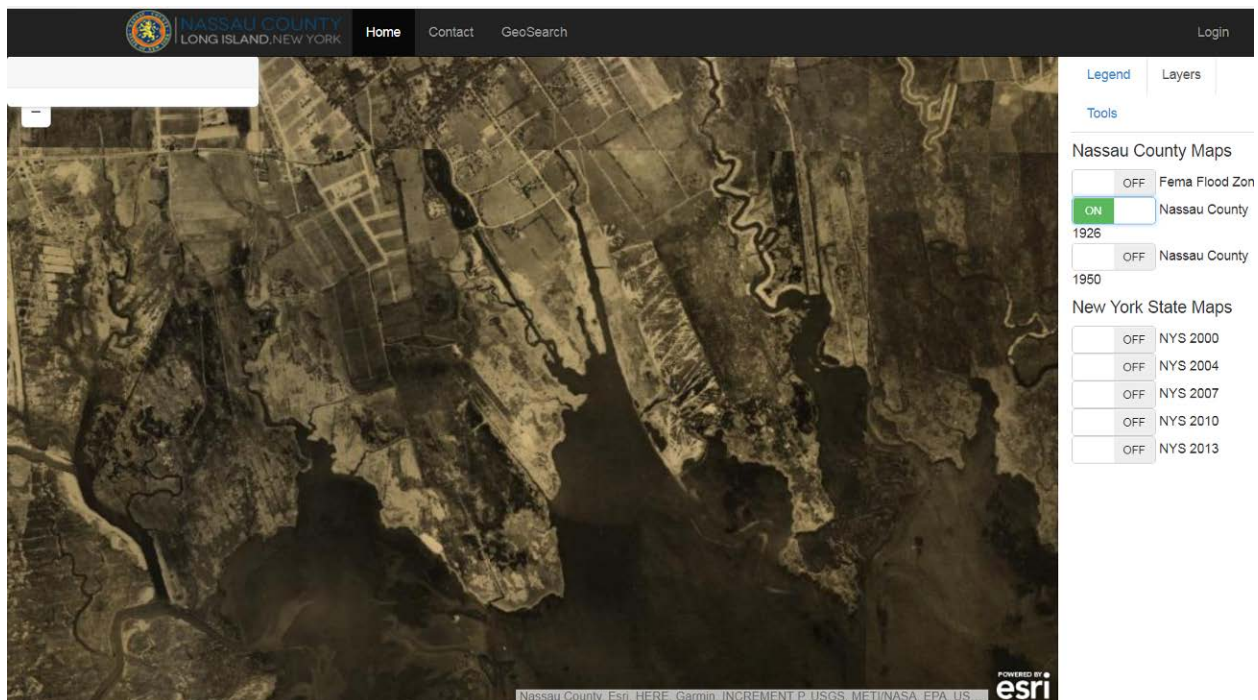 NASSAU COUNTY
LONG ISLAND, NEW YORK
Home Contact GeoSearch Login
Legend Layers
Tools
Nassau County Maps
OFF Fema Flood Zon
ON Nassau County
1926
OFF Nassau County
1950
New York State Maps
OFF NYS 2000
OFF NYS 2004
OFF NYS 2007
OFF NYS 2010
OFF NYS 2013
POWERED BY
esri
Nassau County, Esri, HERE, Garmin, INCREMENT P, USGS, METI/NASA, EPA, US...